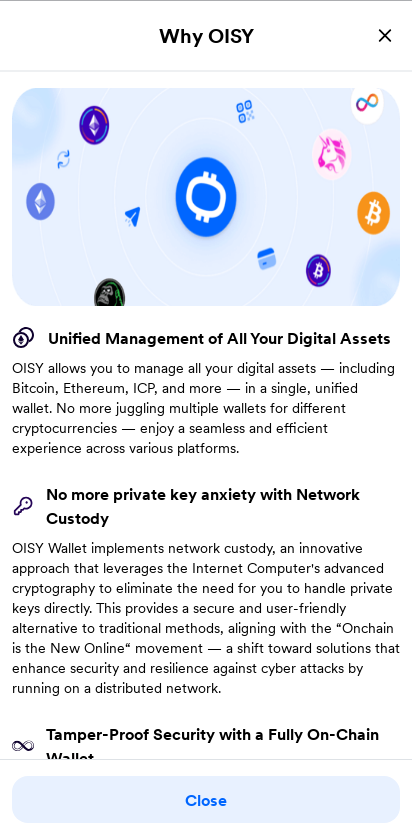 Why OISY
Unified Management of All Your Digital Assets
OISY allows you to manage all your digital assets — including
Bitcoin, Ethereum, ICP, and more — in a single, unified
wallet. No more juggling multiple wallets for different
cryptocurrencies — enjoy a seamless and efficient
experience across various platforms.
No more private key anxiety with Network
Custody
OISY Wallet implements network custody, an innovative
approach that leverages the Internet Computer's advanced
cryptography to eliminate the need for you to handle private
keys directly. This provides a secure and user-friendly
alternative to traditional methods, aligning with the “Onchain
is the New Online“ movement — a shift toward solutions that
enhance security and resilience against cyber attacks by
running on a distributed network.
Tamper-Proof Security with a Fully On-Chain
Wallet
Close